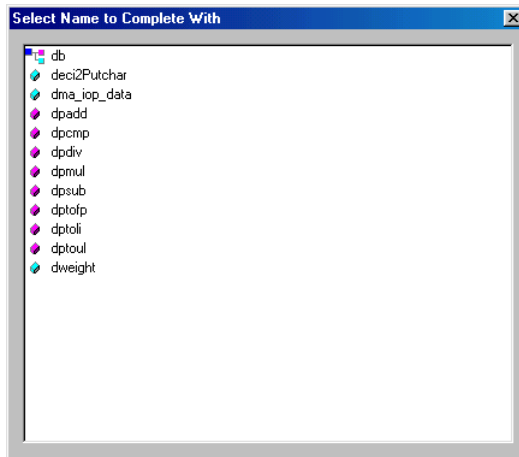 Select Name to Complete With
db
deci2Putchar
dma_iop_data
dpadd
dpcmp
dpdiv
dpmul
dpsub
dptofp
dptoli
dptoul
dweight